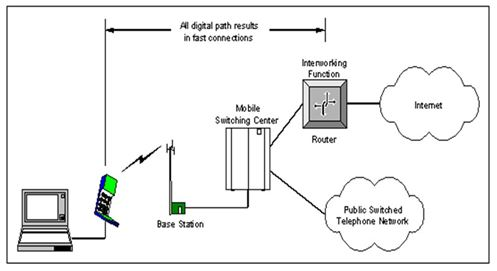 All digital path results
in fast connections
Interworking
Function
Mobile
Switching Center
Internet
Router
Base Station
Public Switched
Telephone Network